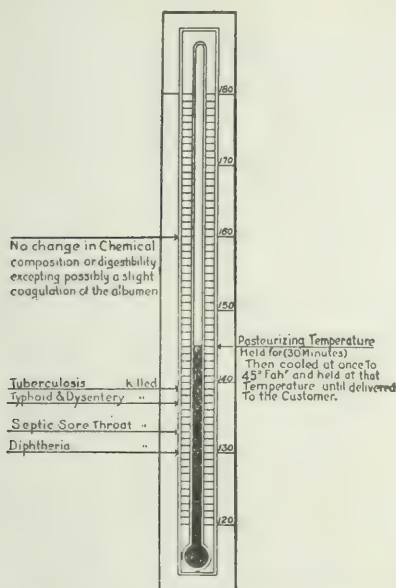 180
170
160
No change in Chemical
composition or digestibility
excepting possibly a slight
coagulation of the albumen
150
Pasteurizing Temperature
Held for (30 Minutes)
Then cooled at once To
45° Fahr and held at that
Temperature until delivered
To the Customer.
140
Tuberculosis Killed
Typhoid & Dysentery "
Septic Sore Throat "
Diphtheria "
130
120